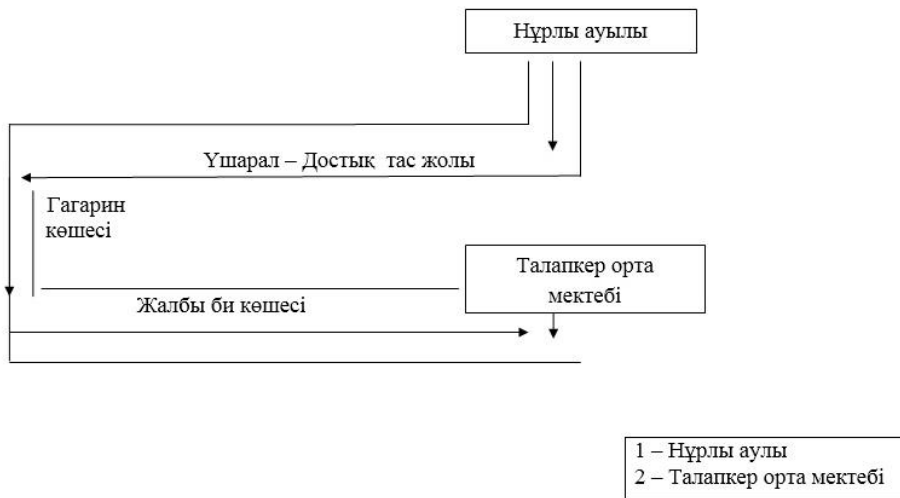 Нұрлы ауылы
Үшарал – Достық тас жолы
Гагарин
көшесі
Талапкер орта
мектебі
Жалбы би көшесі
1 – Нұрлы аулы
2 – Талапкер орта мектебі